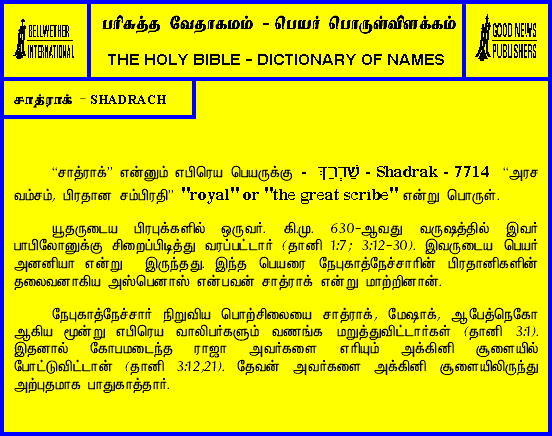 BELLWETHER
INTERNATIONAL
பரிசுத்த வேதாகமம் - பெயர் பொருள்விளக்கம்
THE HOLY BIBLE - DICTIONARY OF NAMES
GOOD NEWS
PUBLISHERS
சாத்ராக் - SHADRACH
“சாத்ராக்” என்னும் எபிரெய பெயருக்கு - שַׁדְרַךְ - Shadrak - 7714 “அரச
வம்சம், பிரதான சம்பிரதி” "royal" or "the great scribe" என்று பொருள்.
யூதருடைய பிரபுக்களில் ஒருவர். கி.மு. 630-ஆவது வருஷத்தில் இவர்
பாபிலோனுக்கு சிறைப்பிடித்து வரப்பட்டார் (தானி 1:7; 3:12-30). இவருடைய பெயர்
அனனியா என்று இருந்தது. இந்த பெயரை நேபுகாத்நேச்சாரின் பிரதானிகளின்
தலைவனாகிய அஸ்பெனாஸ் என்பவன் சாத்ராக் என்று மாற்றினான்.
நேபுகாத்நேச்சார் நிறுவிய பொற்சிலையை சாத்ராக், மேஷாக், ஆபேத்நெகோ
ஆகிய மூன்று எபிரெய வாலிபர்களும் வணங்க மறுத்துவிட்டார்கள் (தானி 3:1).
இதனால் கோபமடைந்த ராஜா அவர்களை எரியும் அக்கினி சூளையில்
போட்டுவிட்டான் (தானி 3:12,21). தேவன் அவர்களை அக்கினி சூளையிலிருந்து
அற்புதமாக பாதுகாத்தார்.